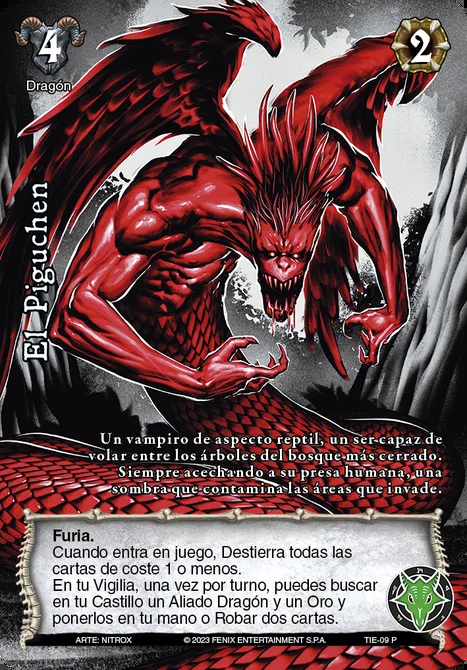 4
2
Dragón
El Piguchen
Un vampiro de aspecto reptil, un ser capaz de
volar entre los árboles del bosque más cerrado.
Siempre acechando a su presa humana, una
sombra que contamina las áreas que invade.
Furia.
Cuando entra en juego, Destierra todas las
cartas de coste 1 o menos.
En tu Vigilia, una vez por turno, puedes buscar
en tu Castillo un Aliado Dragón y un Oro y
ponerlos en tu mano o Robar dos cartas.
ARTE: NITROX
© 2023 FENIX ENTERTAINMENT S.P.A.
TIE-09 P